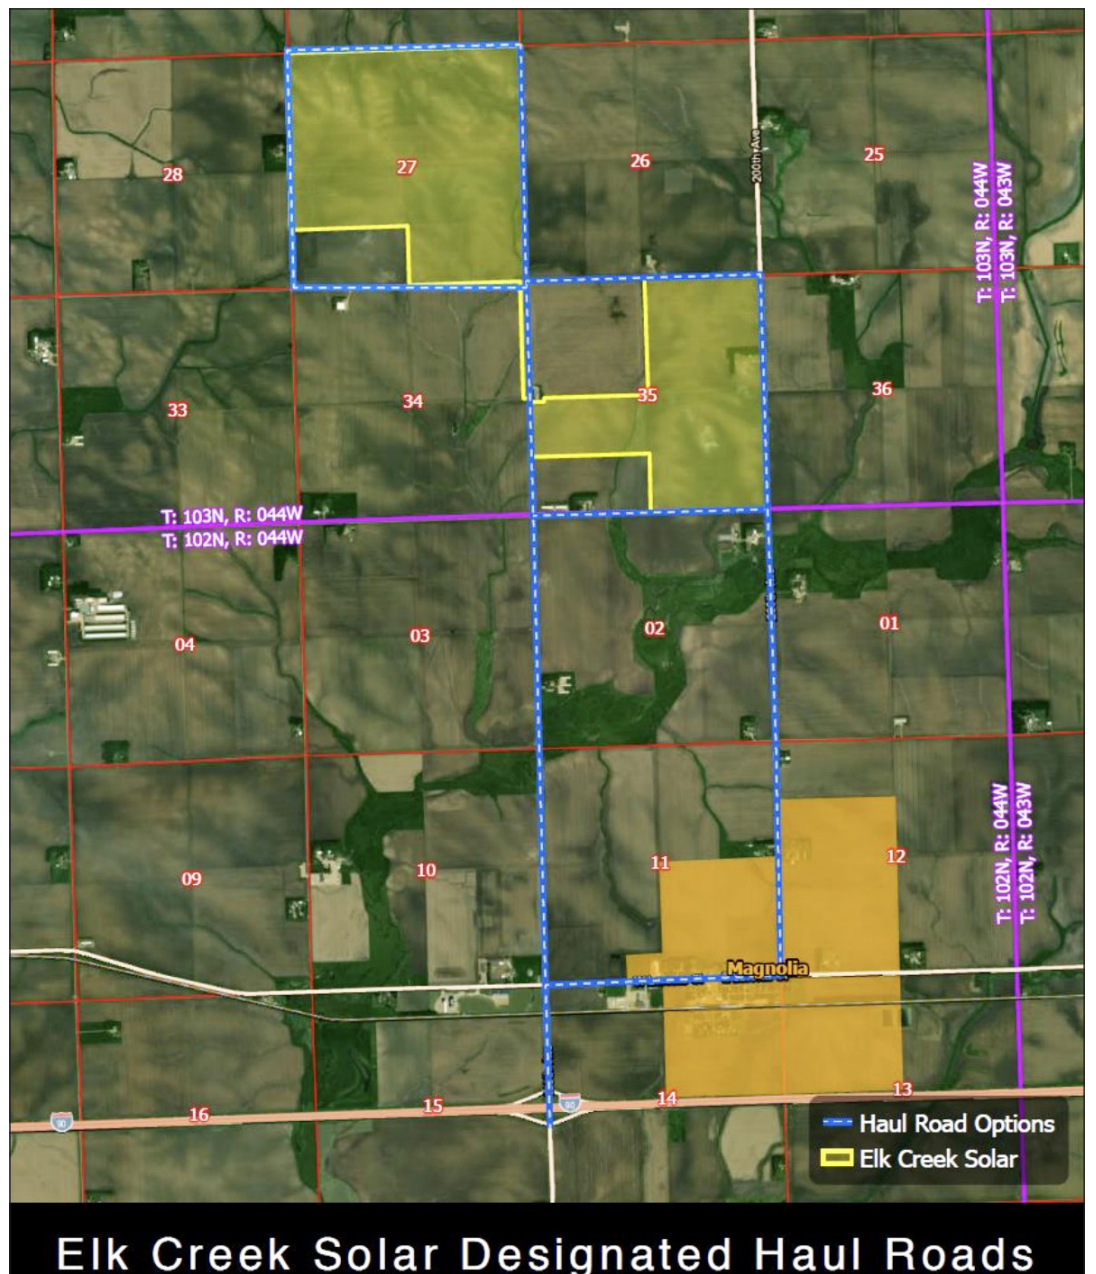 28
27
26
25
200th Ave
T: 103N, R: 044W
T: 103N, R: 043W
33
34
35
36
T: 103N, R: 044W
T: 102N, R: 044W
04
03
02
01
09
10
11
12
T: 102N, R: 044W
T: 102N, R: 043W
Magnolia
16
15
14
13
90
90
Haul Road Options
Elk Creek Solar
Elk Creek Solar Designated Haul Roads